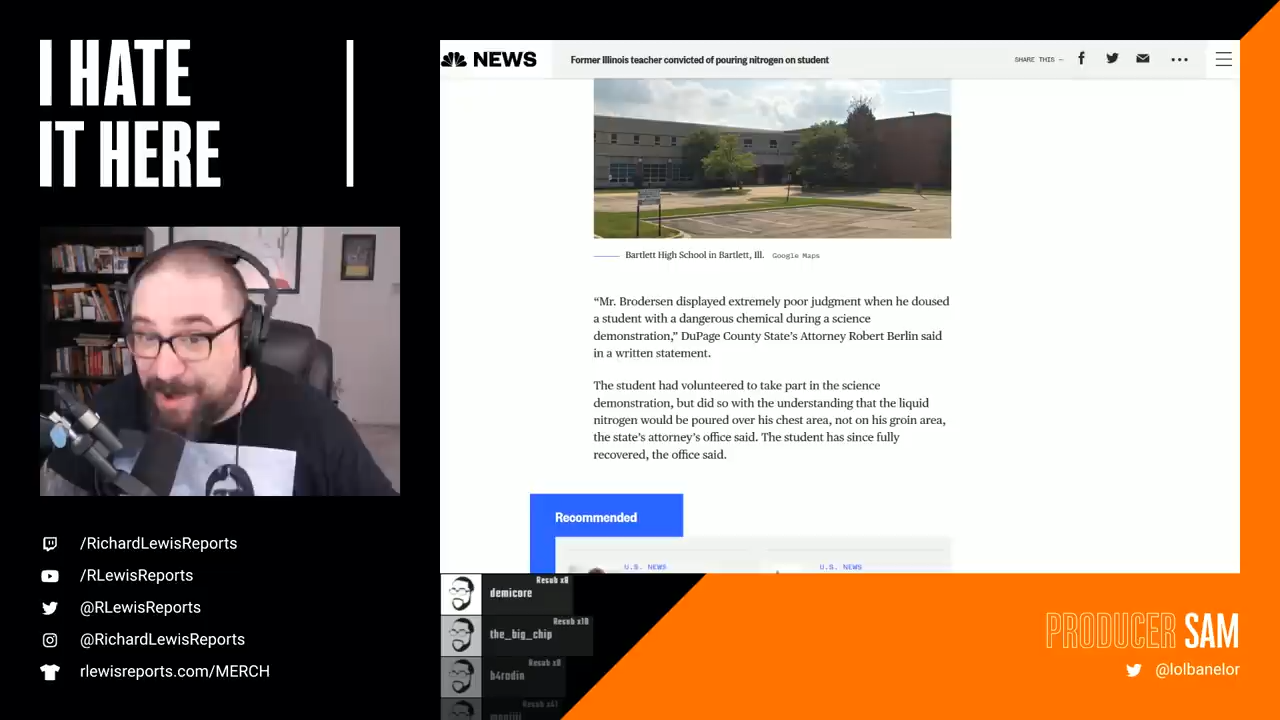 I HATE
IT HERE
/RichardLewisReports
/RLewisReports
@RLewisReports
@RichardLewisReports
rlewisreports.com/MERCH
NEWS
Former Illinois teacher convicted of pouring nitrogen on student
SHARE THIS —
Bartlett High School in Bartlett, Ill. Google Maps
“Mr. Brodersen displayed extremely poor judgment when he doused
a student with a dangerous chemical during a science
demonstration,” DuPage County State’s Attorney Robert Berlin said
in a written statement.
The student had volunteered to take part in the science
demonstration, but did so with the understanding that the liquid
nitrogen would be poured over his chest area, not on his groin area,
the state’s attorney’s office said. The student has since fully
recovered, the office said.
Recommended
U.S. NEWS
U.S. NEWS
Resub x8
demicore
Resub x10
the_big_chip
Resub x8
b4rodin
Resub x41
PRODUCER SAM
@lolbanelor